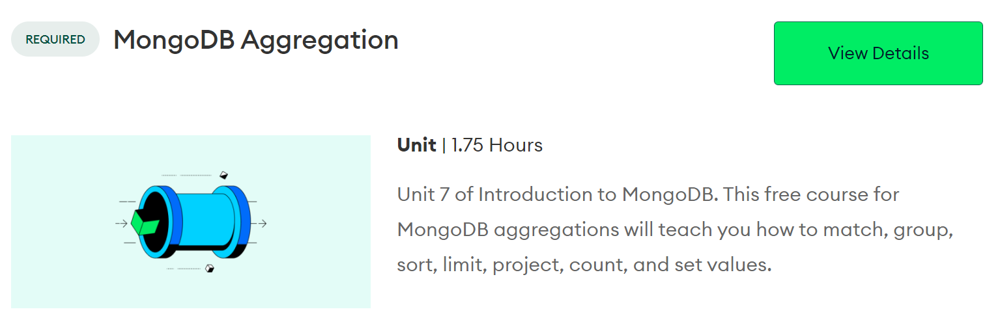 REQUIRED
MongoDB Aggregation
View Details
Unit | 1.75 Hours
Unit 7 of Introduction to MongoDB. This free course for
MongoDB aggregations will teach you how to match, group,
sort, limit, project, count, and set values.